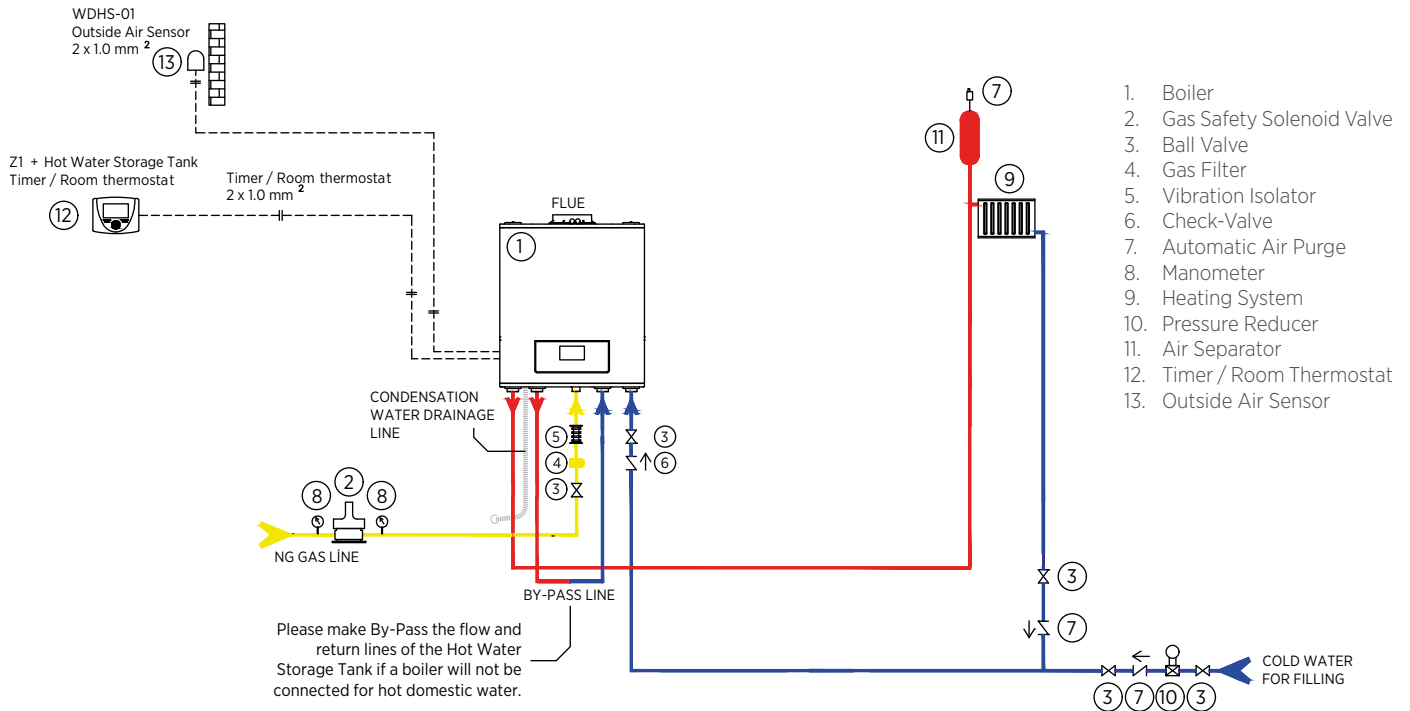 WDHS-01
Outside Air Sensor
2 x 1.0 mm ²
13
Z1 + Hot Water Storage Tank
Timer / Room thermostat
12
Timer / Room thermostat
2 x 1.0 mm ²
FLUE
1
7
11
9
CONDENSATION
WATER DRAINAGE
LINE
5
4
3
3
6
8
2
8
NG GAS LİNE
BY-PASS LINE
Please make By-Pass the flow and
return lines of the Hot Water
Storage Tank if a boiler will not be
connected for hot domestic water.
3
7
3
7
10
3
COLD WATER
FOR FILLING
1. Boiler
2. Gas Safety Solenoid Valve
3. Ball Valve
4. Gas Filter
5. Vibration Isolator
6. Check-Valve
7. Automatic Air Purge
8. Manometer
9. Heating System
10. Pressure Reducer
11. Air Separator
12. Timer / Room Thermostat
13. Outside Air Sensor